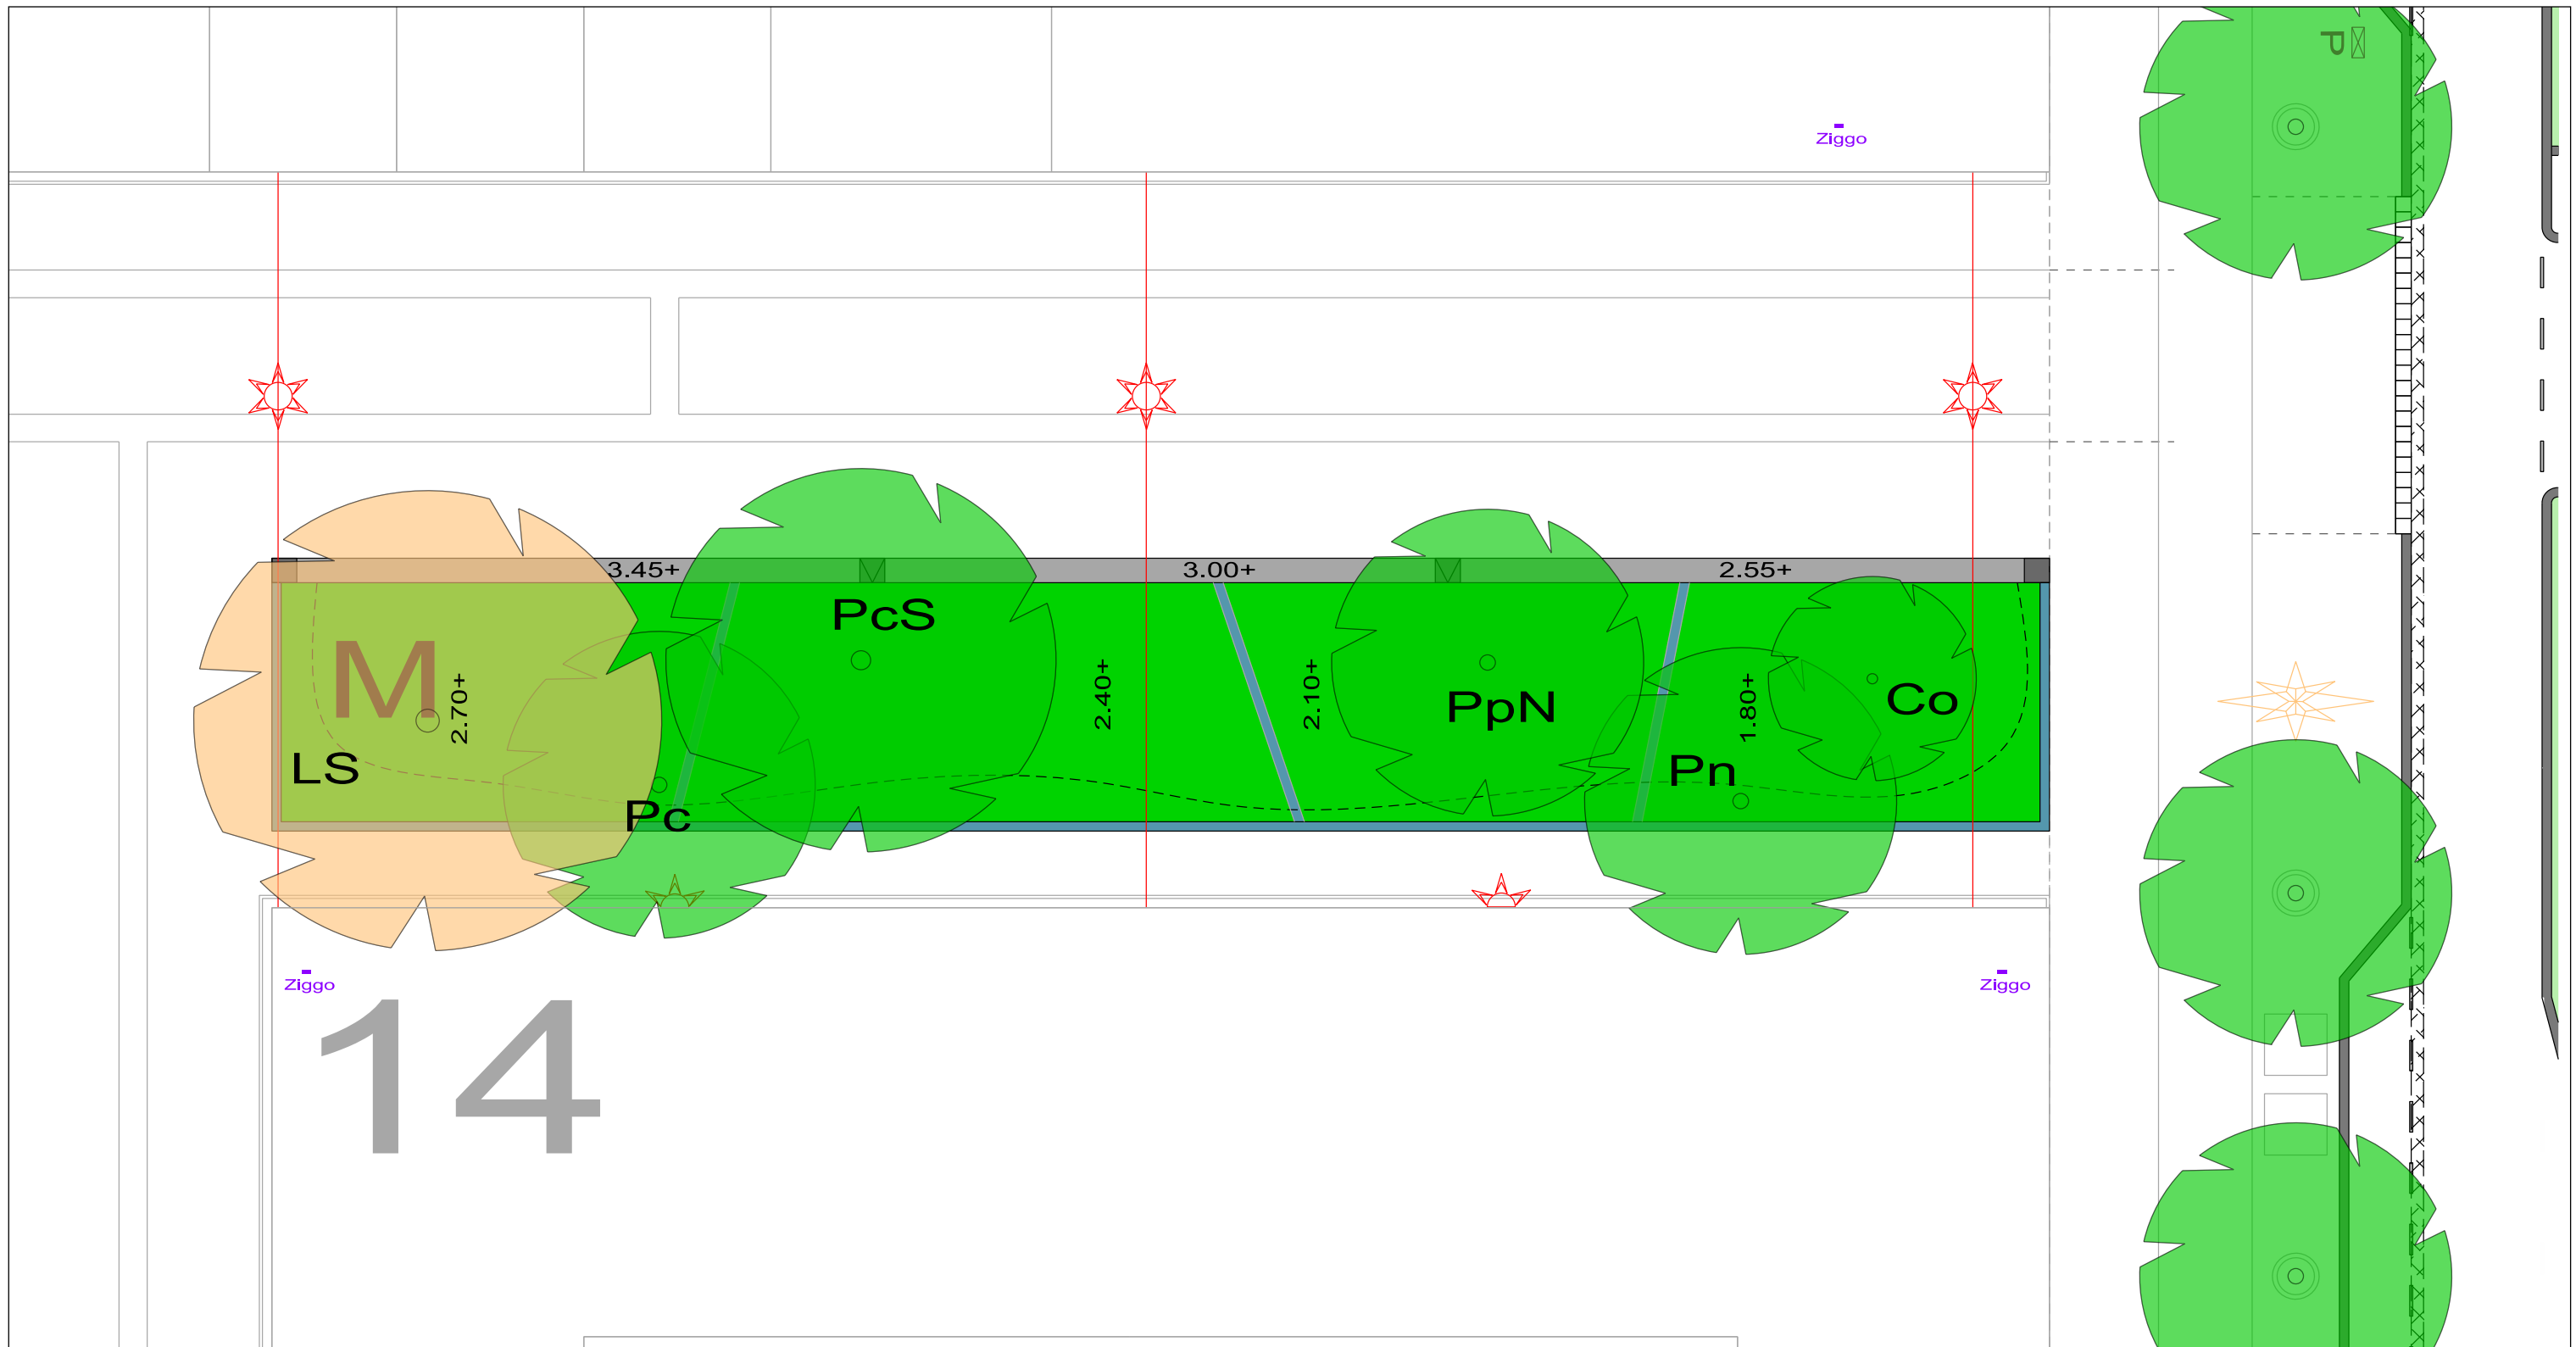 P
Ziggo
3.45+
3.00+
2.55+
PcS
M
2.70+
2.40+
2.10+
PpN
1.80+
Co
LS
Pn
Pc
Ziggo
Ziggo
14